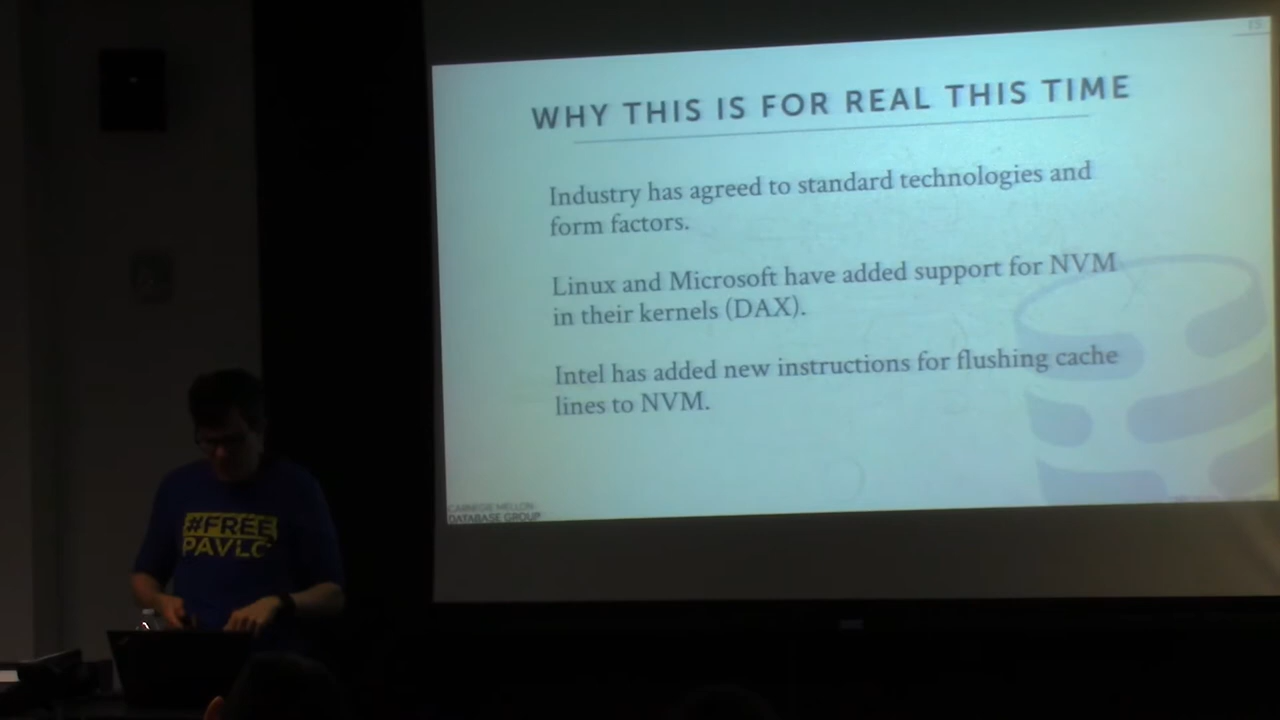 WHY THIS IS FOR REAL THIS TIME
Industry has agreed to standard technologies and
form factors.
Linux and Microsoft have added support for NVM
in their kernels (DAX).
Intel has added new instructions for flushing cache
lines to NVM.
CARNEGIE MELLON
DATABASE GROUP
#FREE
PAVLO